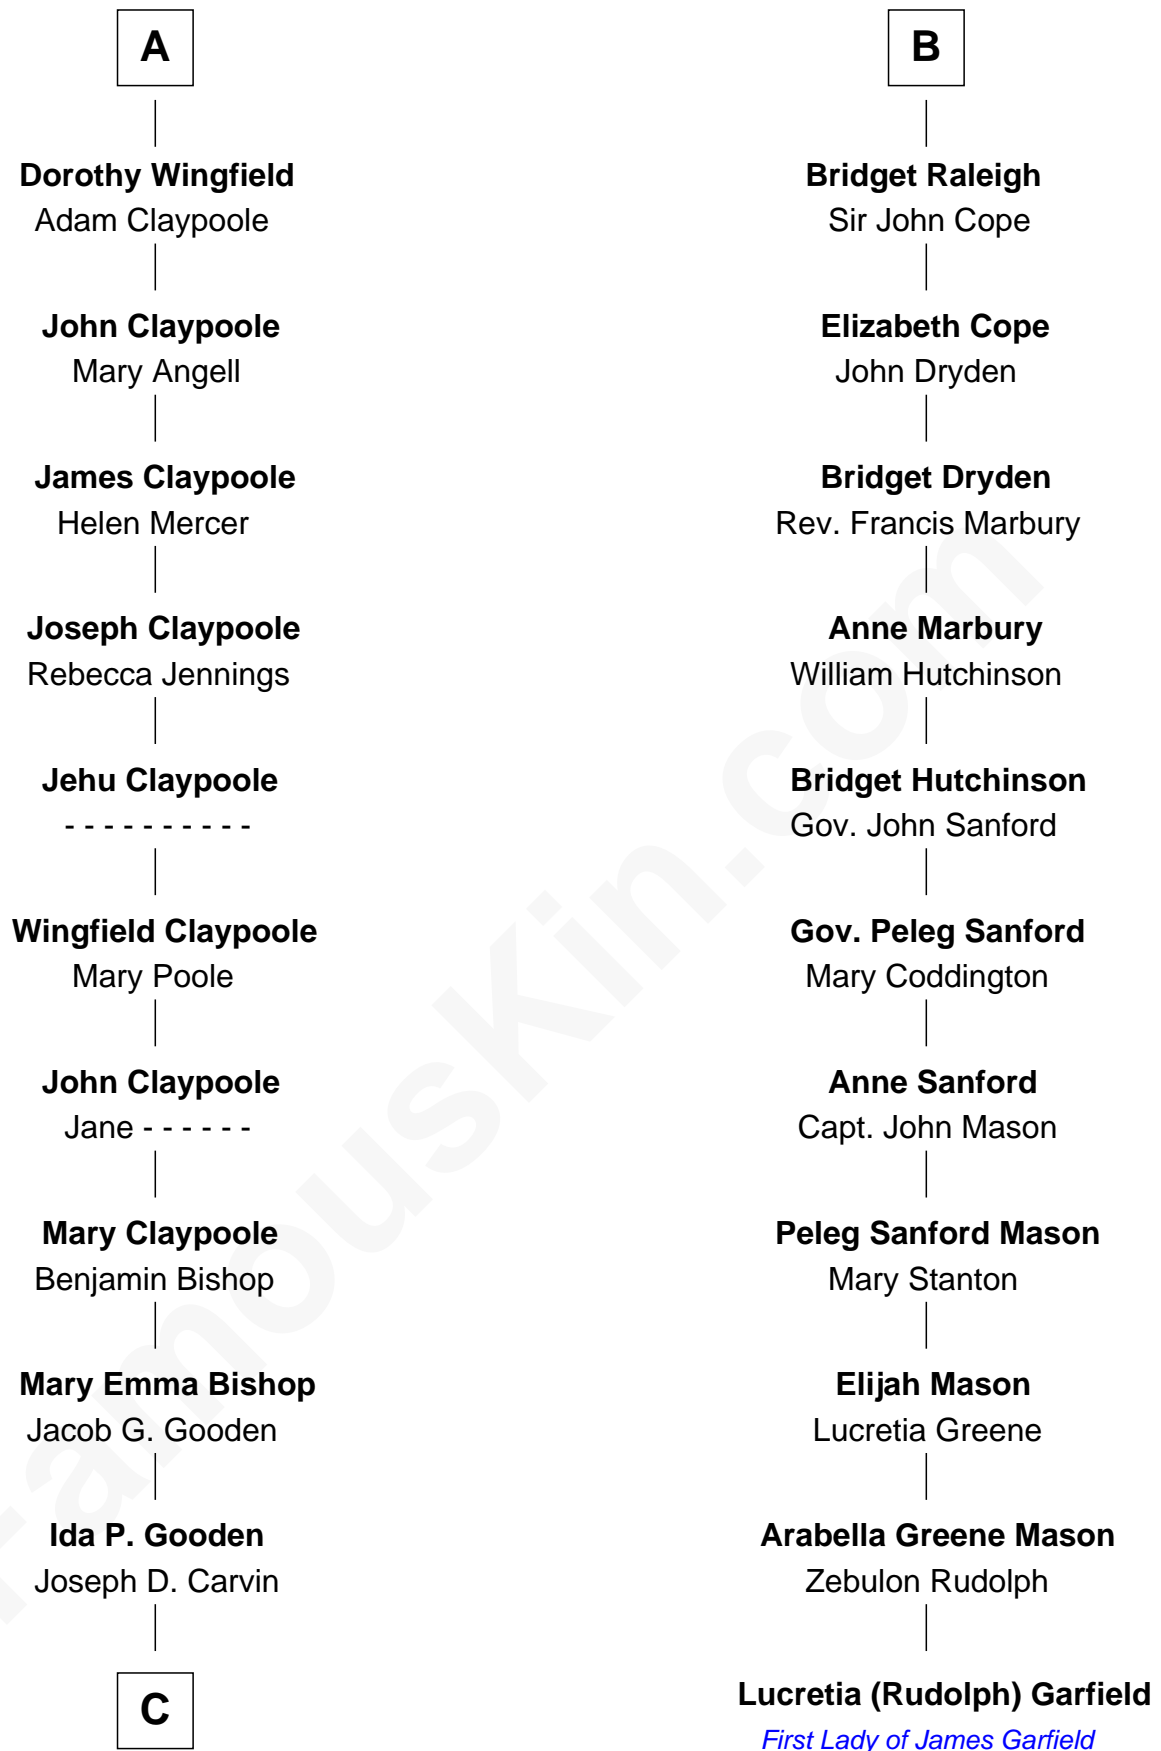 A
Dorothy Wingfield
Adam Claypoole
John Claypoole
Mary Angell
James Claypoole
Helen Mercer
Joseph Claypoole
Rebecca Jennings
Jehu Claypoole
- - - - - - - - - -
Wingfield Claypoole
Mary Poole
John Claypoole
Jane - - - - - -
Mary Claypoole
Benjamin Bishop
Mary Emma Bishop
Jacob G. Gooden
Ida P. Gooden
Joseph D. Carvin
C
B
Bridget Raleigh
Sir John Cope
Elizabeth Cope
John Dryden
Bridget Dryden
Rev. Francis Marbury
Anne Marbury
William Hutchinson
Bridget Hutchinson
Gov. John Sanford
Gov. Peleg Sanford
Mary Coddington
Anne Sanford
Capt. John Mason
Peleg Sanford Mason
Mary Stanton
Elijah Mason
Lucretia Greene
Arabella Greene Mason
Zebulon Rudolph
Lucretia (Rudolph) Garfield
First Lady of James Garfield
FamousKin.com